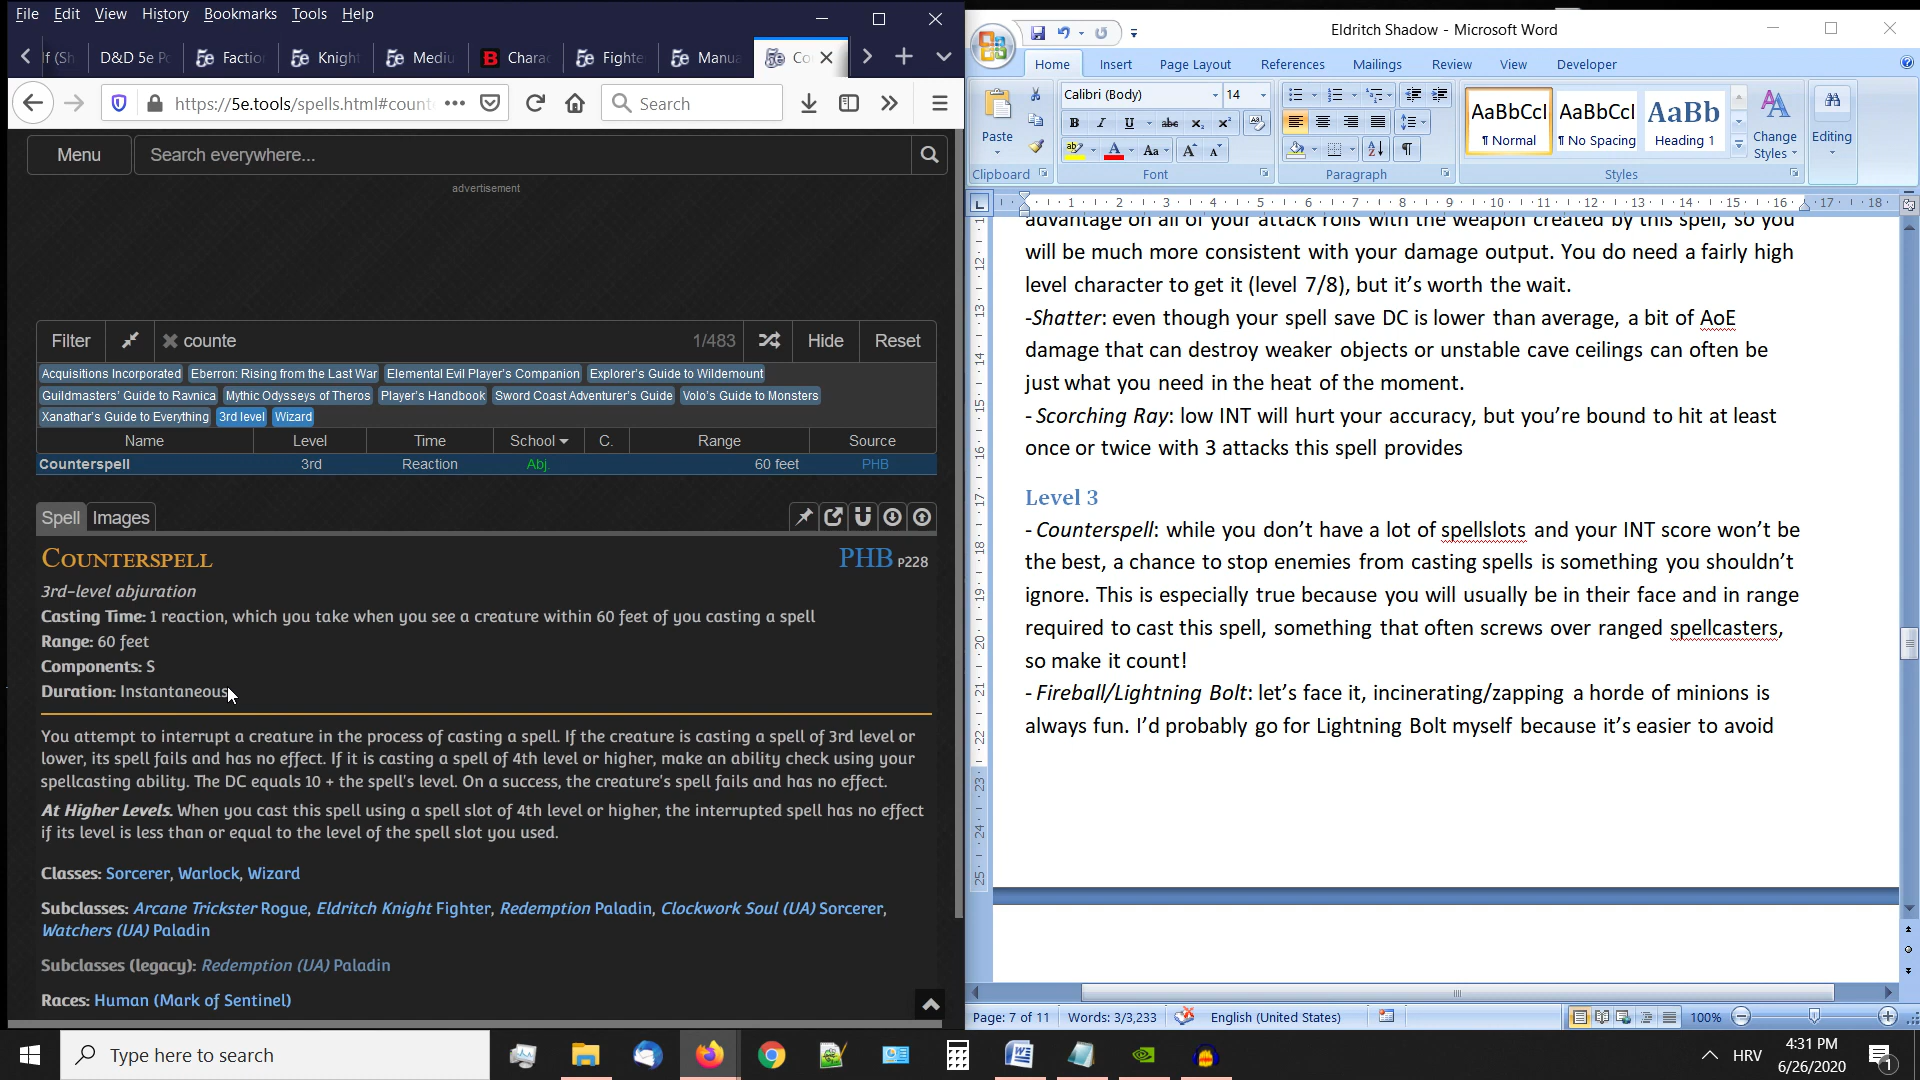 File Edit View History Bookmarks Tools Help
Eldritch Shadow - Microsoft Word
D&D 5e Po
Factio
Knight
Mediu
Chara
Fighte
Manua
Co
Home Insert Page Layout References Mailings Review View Developer
https://5e.tools/spells.html#count
Search
Calibri (Body) 14
Paste
AaBbCcI AaBbCcI AaBb
¶ Normal ¶ No Spacing Heading 1
Change Styles
Editing
Clipboard Font Paragraph Styles
Menu
Search everywhere...
advertisement
Filter
counte
1/483
Hide
Reset
Acquisitions Incorporated Eberron: Rising from the Last War Elemental Evil Player's Companion Explorer's Guide to Wildemount
Guildmasters' Guide to Ravnica Mythic Odysseys of Theros Player's Handbook Sword Coast Adventurer's Guide Volo's Guide to Monsters
Xanathar's Guide to Everything 3rd level Wizard
Name Level Time School C. Range Source
Counterspell 3rd Reaction Abj. 60 feet PHB
Spell Images
COUNTERSPELL PHB P228
3rd-level abjuration
Casting Time: 1 reaction, which you take when you see a creature within 60 feet of you casting a spell
Range: 60 feet
Components: S
Duration: Instantaneous
You attempt to interrupt a creature in the process of casting a spell. If the creature is casting a spell of 3rd level or
lower, its spell fails and has no effect. If it is casting a spell of 4th level or higher, make an ability check using your
spellcasting ability. The DC equals 10 + the spell's level. On a success, the creature's spell fails and has no effect.
At Higher Levels. When you cast this spell using a spell slot of 4th level or higher, the interrupted spell has no effect
if its level is less than or equal to the level of the spell slot you used.
Classes: Sorcerer, Warlock, Wizard
Subclasses: Arcane Trickster Rogue, Eldritch Knight Fighter, Redemption Paladin, Clockwork Soul (UA) Sorcerer,
Watchers (UA) Paladin
Subclasses (legacy): Redemption (UA) Paladin
Races: Human (Mark of Sentinel)
advantage on all of your attack rolls with the weapon created by this spell, so you
will be much more consistent with your damage output. You do need a fairly high
level character to get it (level 7/8), but it's worth the wait.
-Shatter: even though your spell save DC is lower than average, a bit of AoE
damage that can destroy weaker objects or unstable cave ceilings can often be
just what you need in the heat of the moment.
- Scorching Ray: low INT will hurt your accuracy, but you're bound to hit at least
once or twice with 3 attacks this spell provides
Level 3
- Counterspell: while you don't have a lot of spellslots and your INT score won't be
the best, a chance to stop enemies from casting spells is something you shouldn't
ignore. This is especially true because you will usually be in their face and in range
required to cast this spell, something that often screws over ranged spellcasters,
so make it count!
- Fireball/Lightning Bolt: let's face it, incinerating/zapping a horde of minions is
always fun. I'd probably go for Lightning Bolt myself because it's easier to avoid
Page: 7 of 11 Words: 3/3,233 English (United States) 100%
Type here to search
HRV
4:31 PM
6/26/2020
1